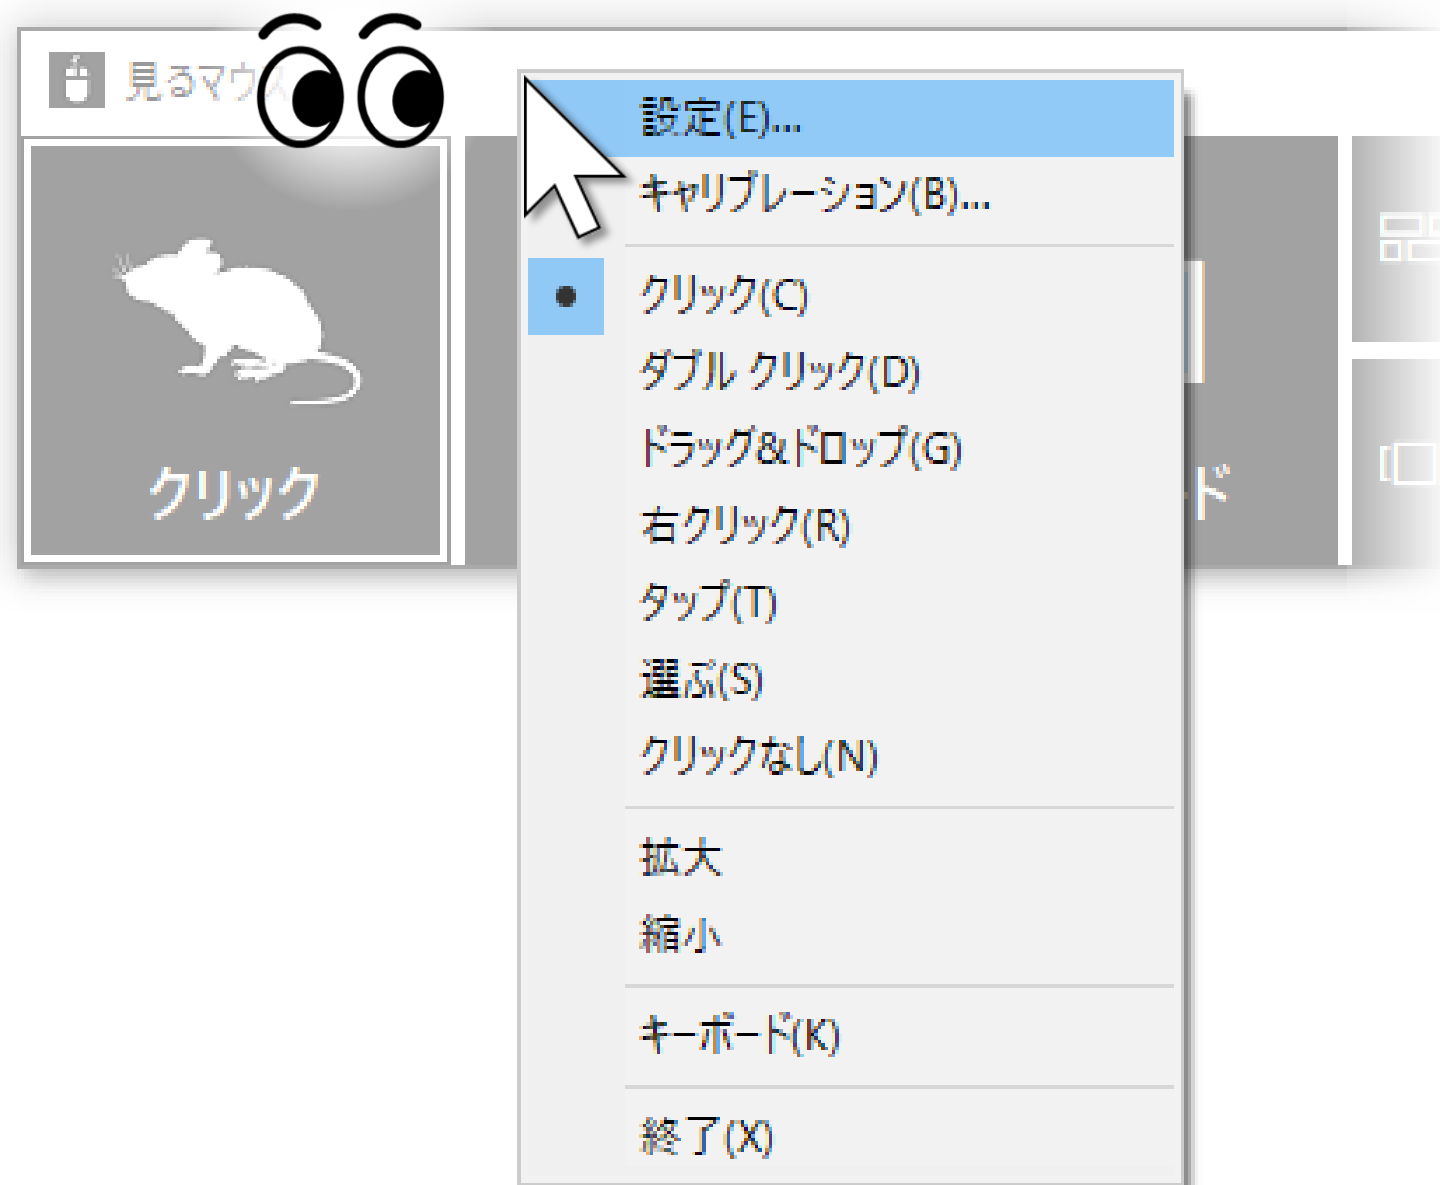 見るマウス
クリック
ド
設定(E)...
キャリブレーション(B)...
クリック(C)
ダブル クリック(D)
ドラッグ&ドロップ(G)
右クリック(R)
タップ(T)
選ぶ(S)
クリックなし(N)
拡大
縮小
キーボード(K)
終了(X)